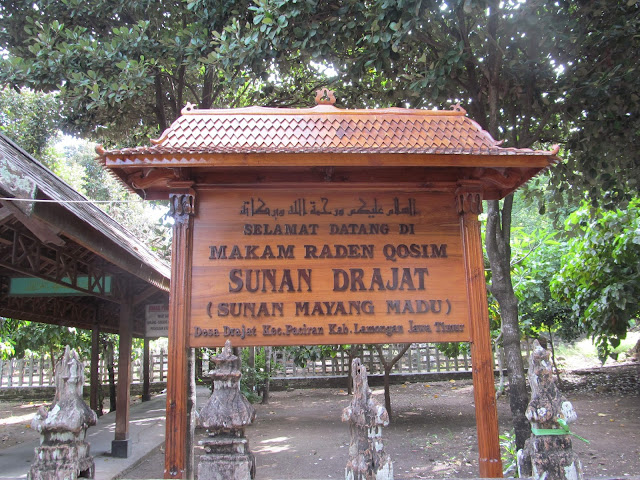 السلام عليكم ورحمة الله وبركاته
SELAMAT DATANG DI
MAKAM RADEN QOSIM
SUNAN DRAJAT
(SUNAN MAYANG MADU)
Desa Drajat Kec. Paciran Kab. Lamongan Jawa Timur